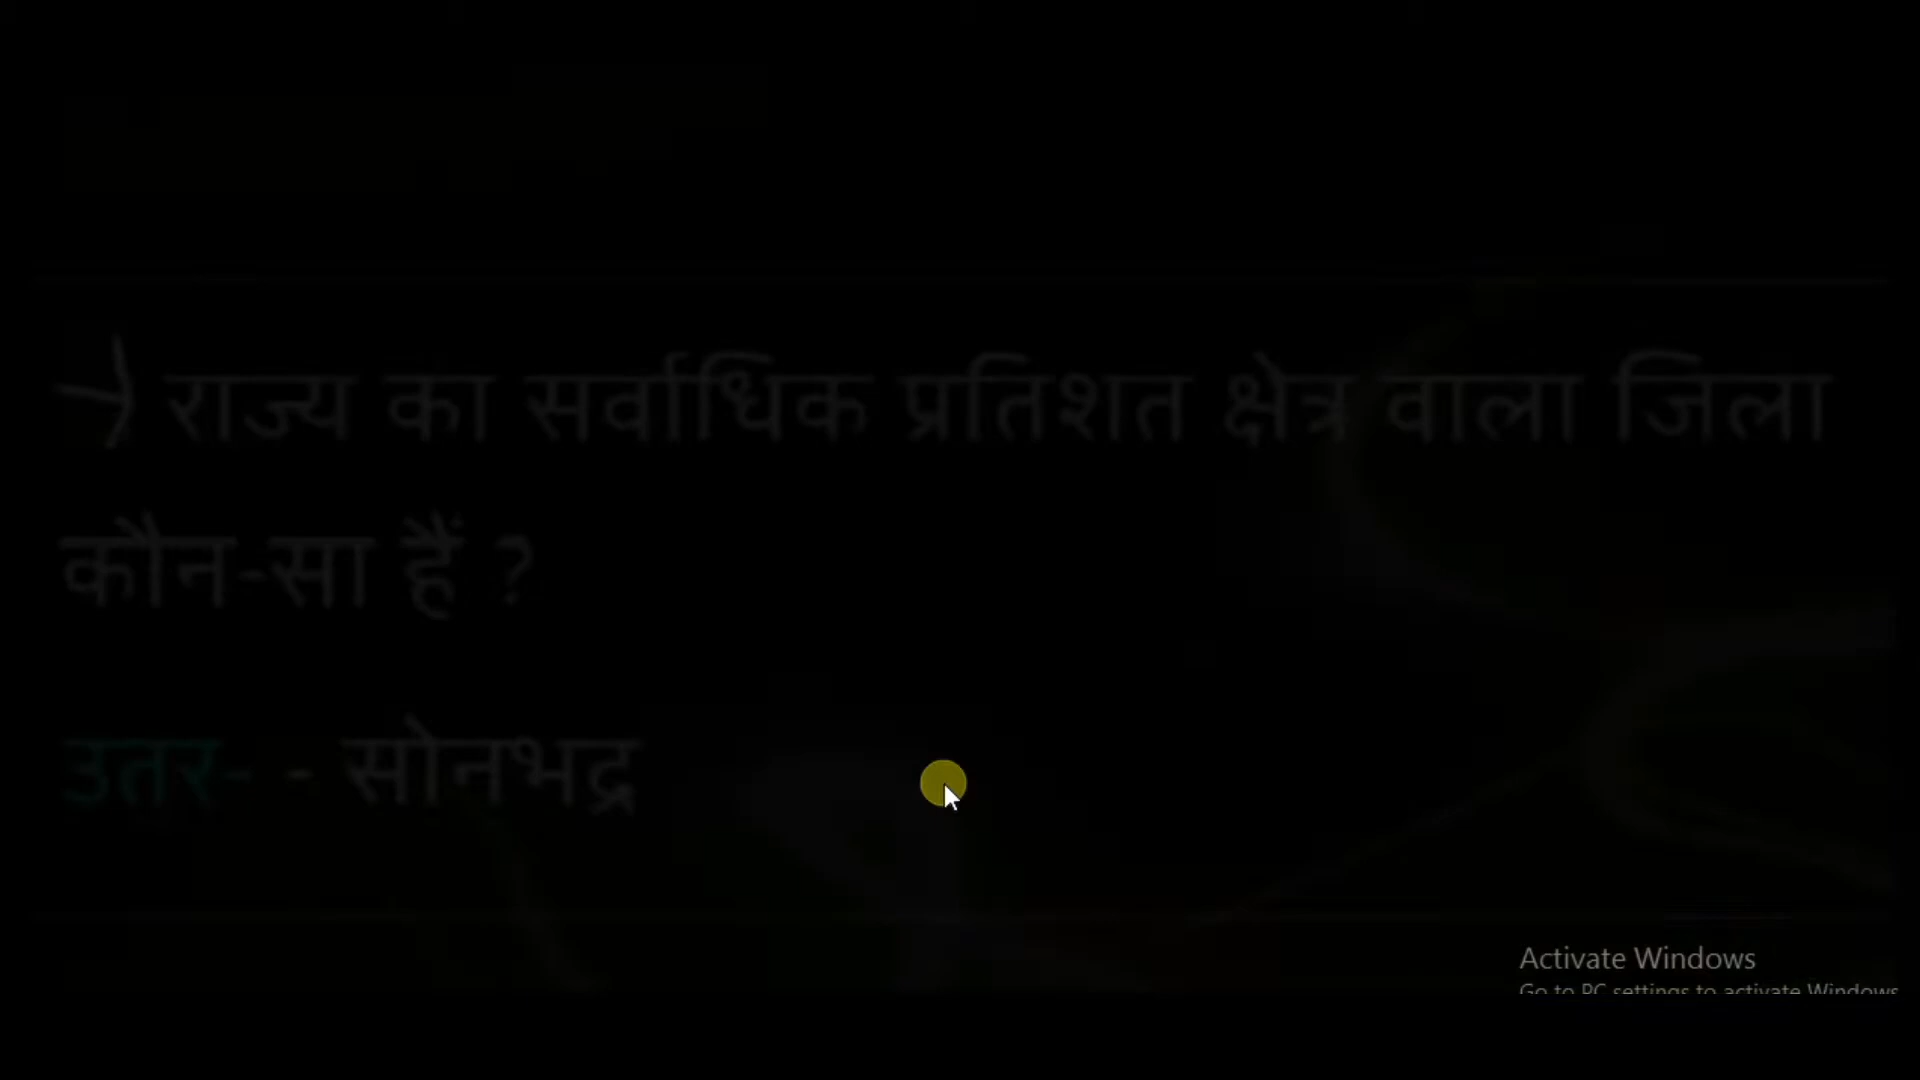 राज्य का सर्वाधिक प्रतिशत क्षेत्र वाला जिला
कौन-सा हैं ?
उतर- - सोनभद्र
Activate Windows
Go to PC settings to activate Windows